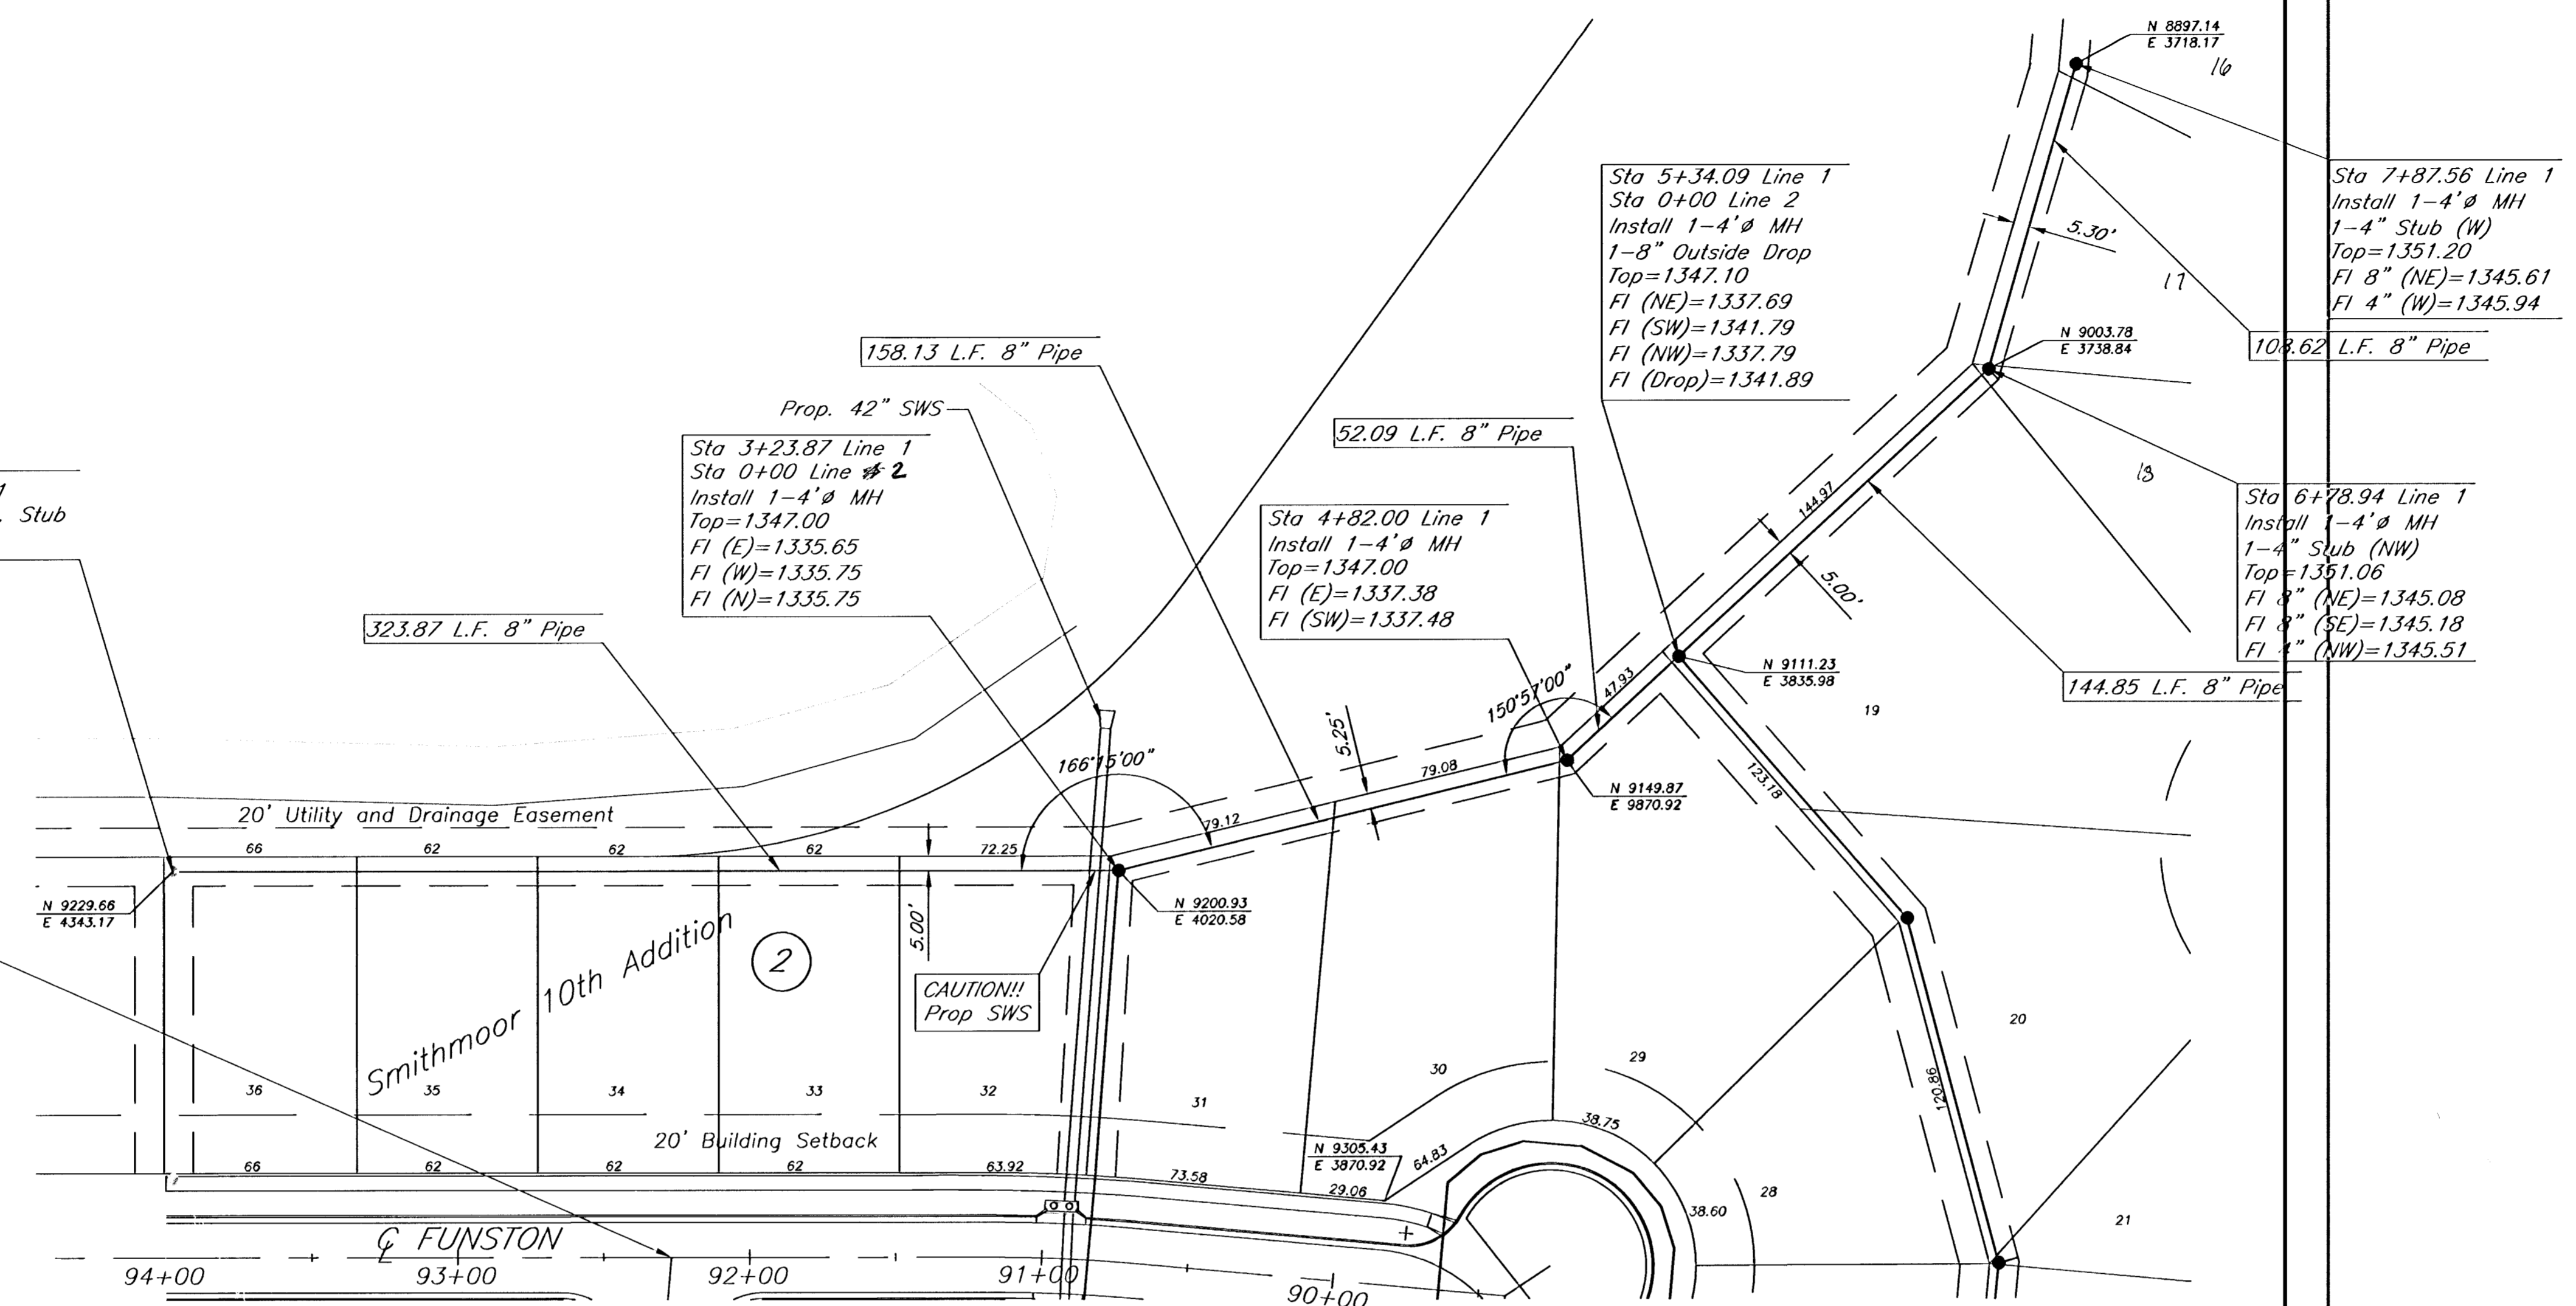 N 8897.14
E 3718.17
16
Sta 7+87.56 Line 1
Install 1-4'ø MH
1-4" Stub (W)
Top=1351.20
Fl 8" (NE)=1345.61
Fl 4" (W)=1345.94
5.30'
17
108.62 L.F. 8" Pipe
N 9003.78
E 3738.84
Sta 5+34.09 Line 1
Sta 0+00 Line 2
Install 1-4'ø MH
1-8" Outside Drop
Top=1347.10
Fl (NE)=1337.69
Fl (SW)=1341.79
Fl (NW)=1337.79
Fl (Drop)=1341.89
158.13 L.F. 8" Pipe
Prop. 42" SWS
52.09 L.F. 8" Pipe
Sta 3+23.87 Line 1
Sta 0+00 Line 2
Install 1-4'ø MH
Top=1347.00
Fl (E)=1335.65
Fl (W)=1335.75
Fl (N)=1335.75
Sta 4+82.00 Line 1
Install 1-4'ø MH
Top=1347.00
Fl (E)=1337.38
Fl (SW)=1337.48
18
Sta 6+78.94 Line 1
Install 1-4'ø MH
1-4" Stub (NW)
Top=1351.06
Fl 8" (NE)=1345.08
Fl 8" (SE)=1345.18
Fl 4" (NW)=1345.51
144.97
5.00'
144.85 L.F. 8" Pipe
Stub
323.87 L.F. 8" Pipe
N 9111.23
E 3835.98
47.93
150°57'00"
19
5.25'
166°15'00"
79.08
79.12
123.18
N 9149.87
E 9870.92
20' Utility and Drainage Easement
66
62
62
62
72.25
N 9229.66
E 4343.17
5.00'
N 9200.93
E 4020.58
Smithmoor 10th Addition
2
CAUTION!!
Prop SWS
20
36
35
34
33
32
31
30
29
120.86
20' Building Setback
38.75
N 9305.43
E 3870.92
64.83
66
62
62
62
63.92
73.58
29.06
28
38.60
21
℄ FUNSTON
94+00
93+00
92+00
91+00
90+00